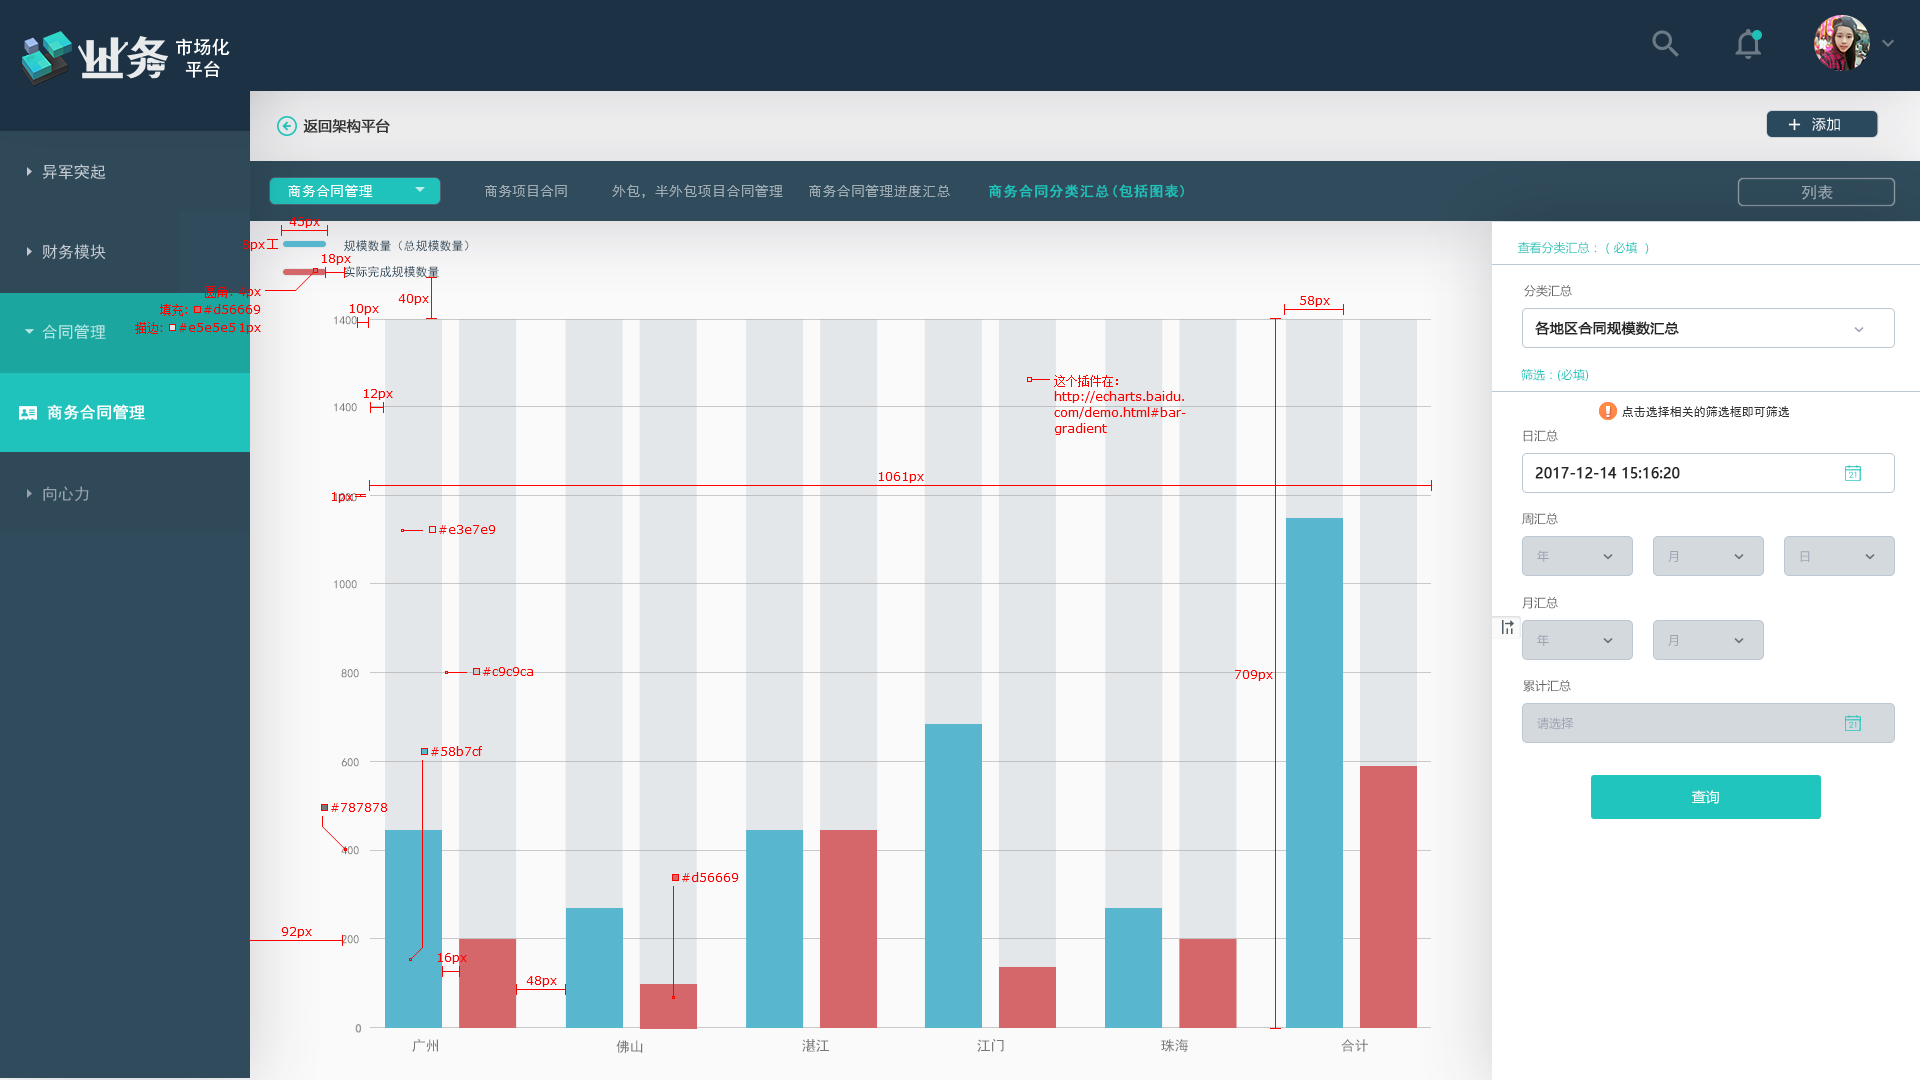 业务 市场化
平台
返回架构平台
+ 添加
异军突起
财务模块
合同管理
商务合同管理
向心力
商务合同管理
商务项目合同
外包，半外包项目合同管理
商务合同管理进度汇总
商务合同分类汇总(包括图表)
列表
45px
8px
规模数量（总规模数量）
18px
实际完成规模数量
圆角: 4px
填充: #d56669
描边: #e5e5e5 1px
40px
10px
58px
1400
12px
1400
这个插件在:
http://echarts.baidu.
com/demo.html#bar-
gradient
1061px
1px
#e3e7e9
1000
800
#c9c9ca
709px
#58b7cf
600
#787878
400
#d56669
92px
200
16px
48px
0
广州
佛山
湛江
江门
珠海
合计
查看分类汇总：( 必填 )
分类汇总
各地区合同规模数汇总
筛选：(必填)
点击选择相关的筛选框即可筛选
日汇总
2017-12-14 15:16:20
21
周汇总
年
月
日
月汇总
年
月
累计汇总
请选择
21
查询